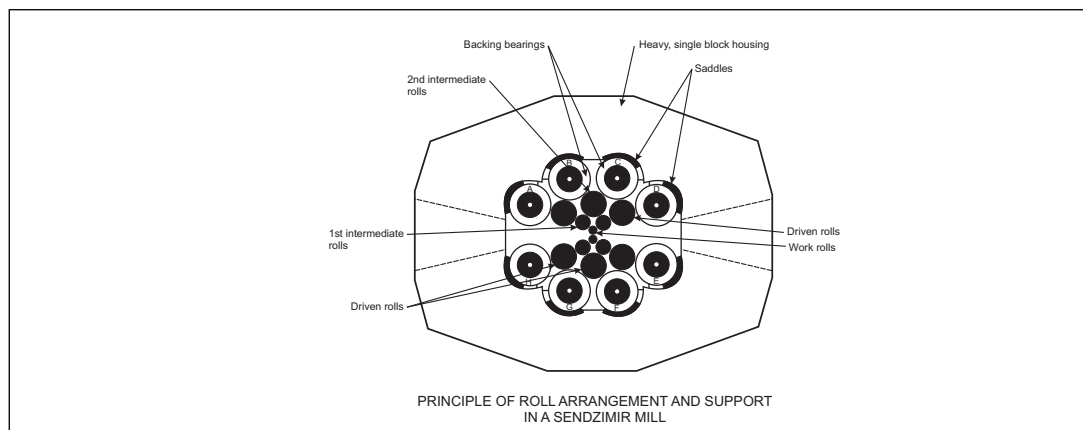 Backing bearings
Heavy, single block housing
Saddles
2nd intermediate
rolls
B
C
A
D
1st intermediate
rolls
Driven rolls
Work rolls
H
E
Driven rolls
G
F
PRINCIPLE OF ROLL ARRANGEMENT AND SUPPORT
IN A SENDZIMIR MILL